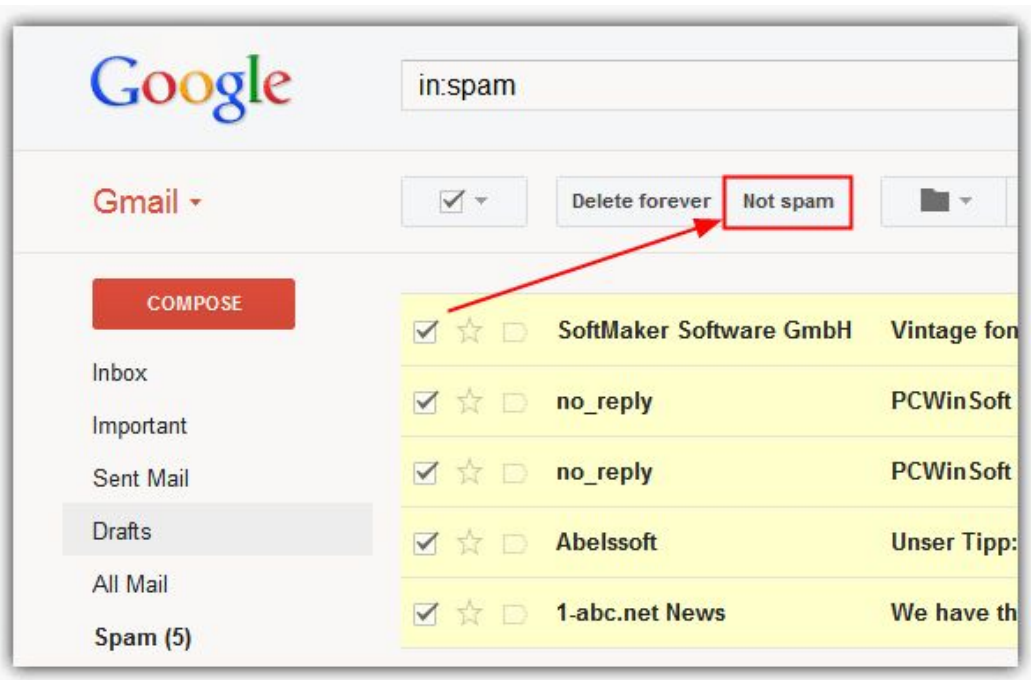 Google
in:spam
Gmail
Delete forever Not spam
COMPOSE
Inbox
Important
Sent Mail
Drafts
All Mail
Spam (5)
SoftMaker Software GmbH Vintage fon
no_reply PCWinSoft
no_reply PCWinSoft
Abelssoft Unser Tipp:
1-abc.net News We have th